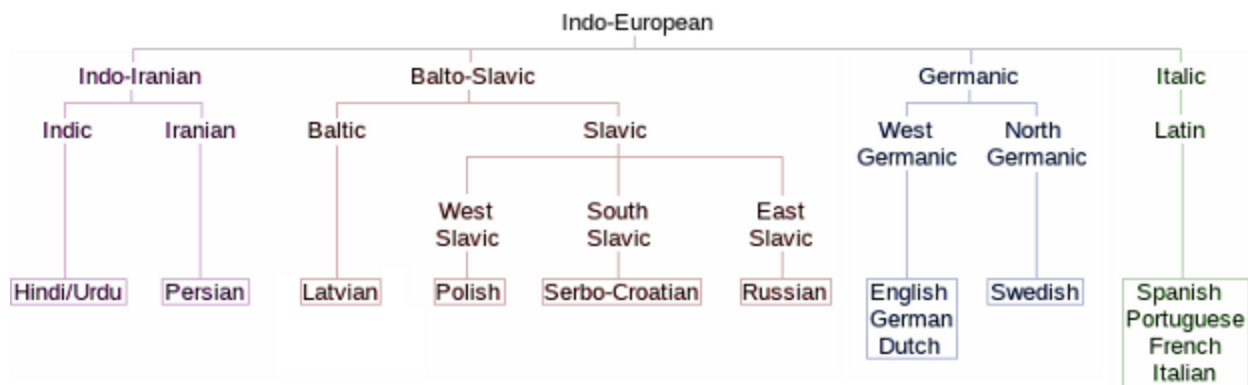 Indo-European
Indo-Iranian Balto-Slavic Germanic Italic
Indic Iranian Baltic Slavic West North Latin
Germanic Germanic
West South East
Slavic Slavic Slavic
Hindi/Urdu Persian Latvian Polish Serbo-Croatian Russian English Swedish Spanish
German Portuguese
Dutch French
Italian